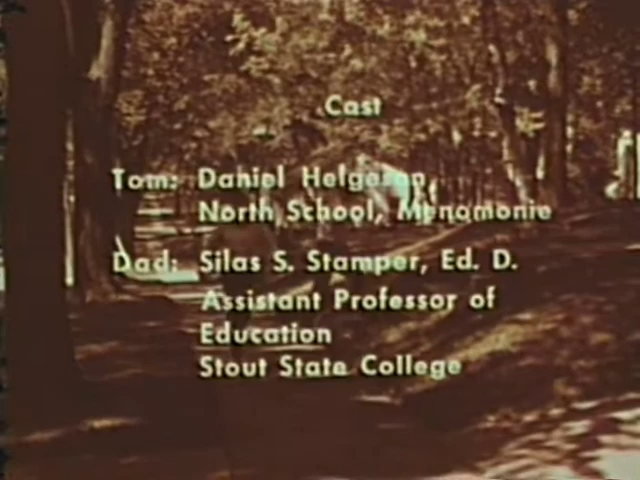 Cast
Tom: Daniel Helgeson
North School, Menomonie
Dad: Silas S. Stamper, Ed. D.
Assistant Professor of
Education
Stout State College